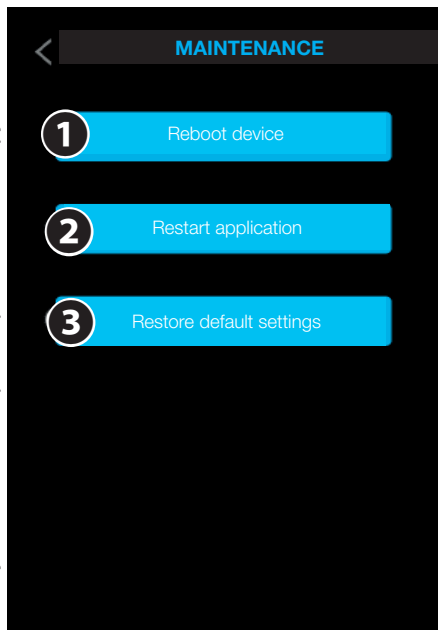 MAINTENANCE
1 Reboot device
2 Restart application
3 Restore default settings